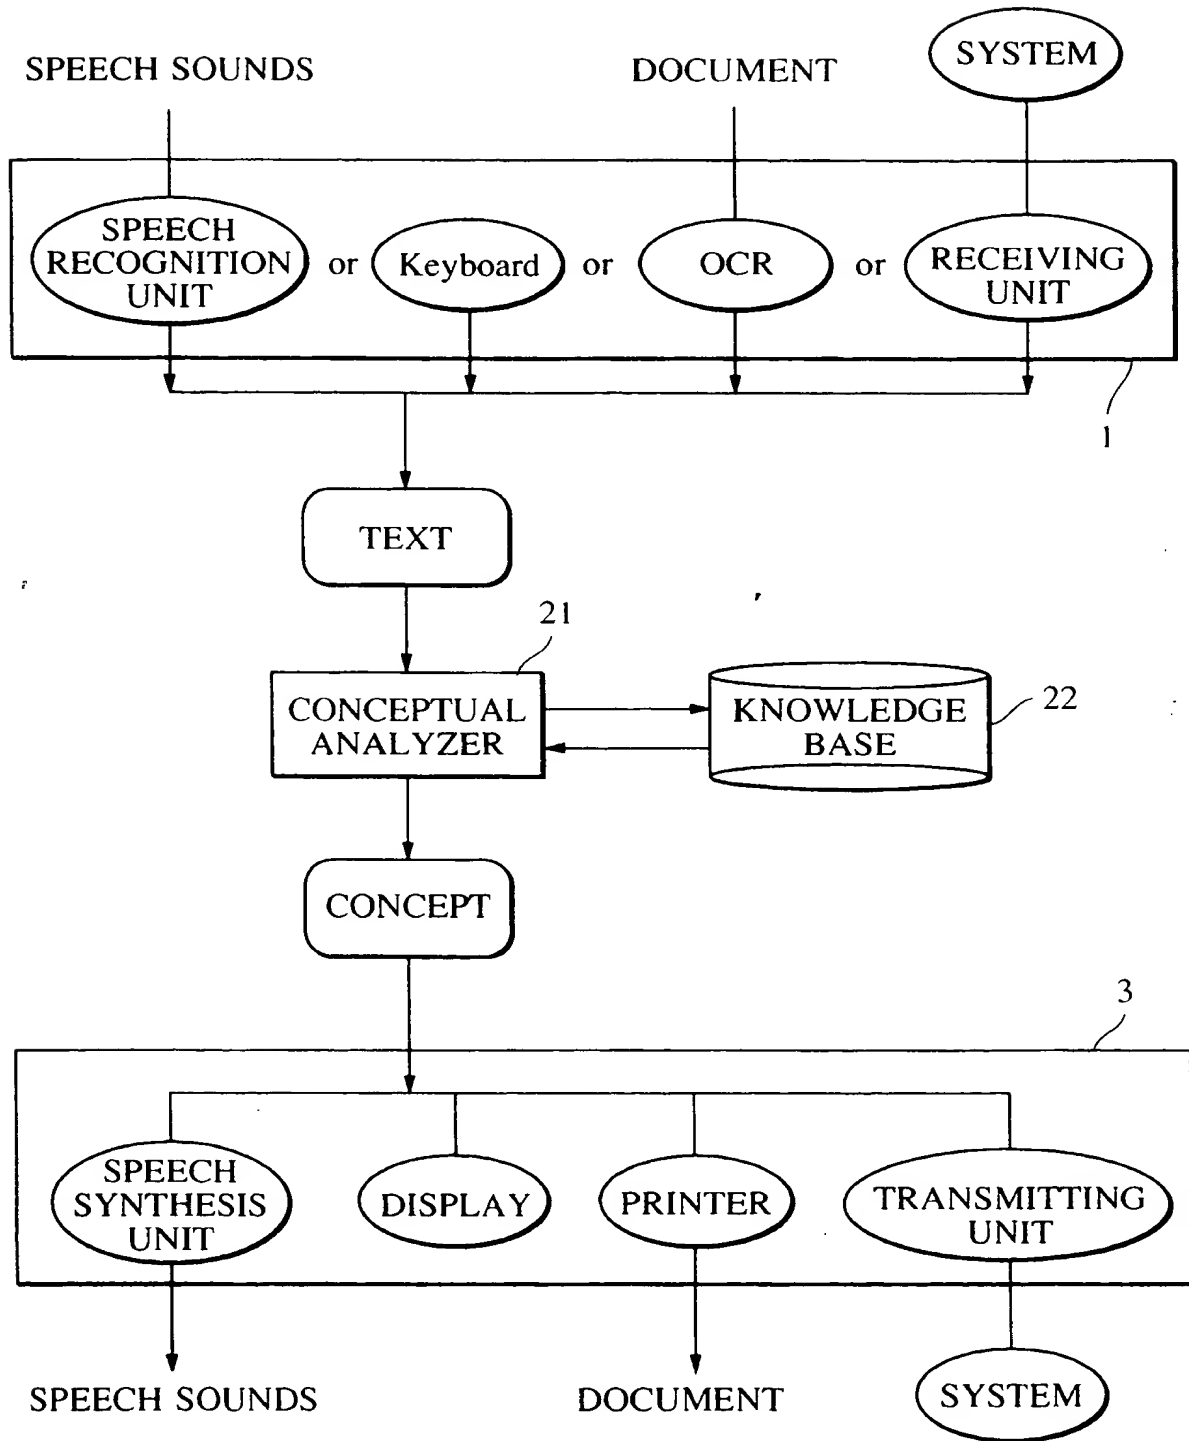 SPEECH SOUNDS
DOCUMENT
SYSTEM
SPEECH
RECOGNITION
UNIT
or
Keyboard
or
OCR
or
RECEIVING
UNIT
1
TEXT
21
CONCEPTUAL
ANALYZER
KNOWLEDGE
BASE
22
CONCEPT
3
SPEECH
SYNTHESIS
UNIT
DISPLAY
PRINTER
TRANSMITTING
UNIT
SPEECH SOUNDS
DOCUMENT
SYSTEM